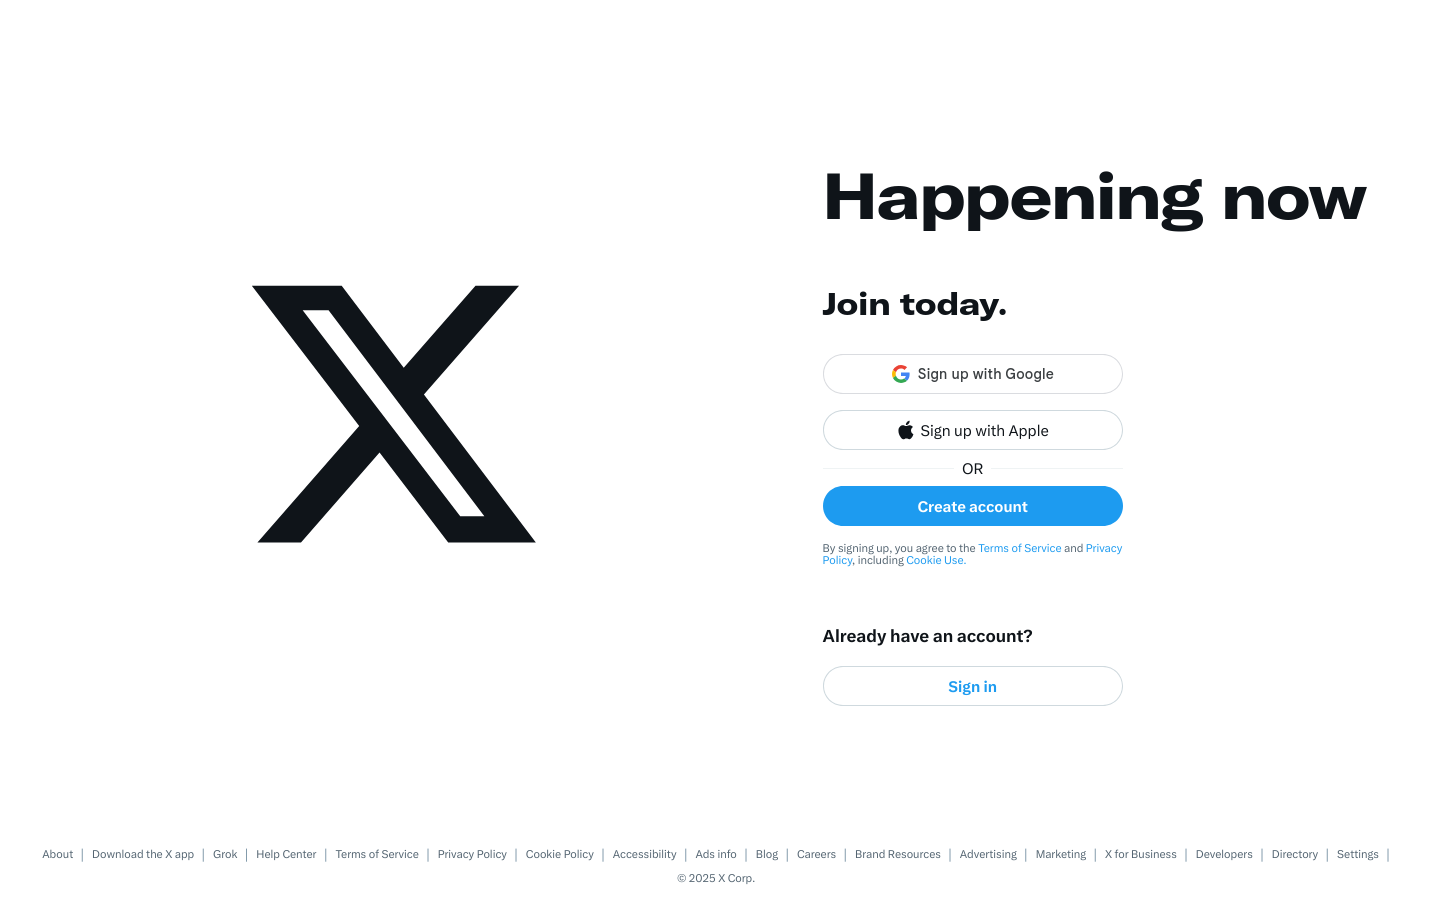 Happening now
Join today.
Sign up with Google
Sign up with Apple
OR
Create account
By signing up, you agree to the Terms of Service and Privacy
Policy, including Cookie Use.
Already have an account?
Sign in
About | Download the X app | Grok | Help Center | Terms of Service | Privacy Policy | Cookie Policy | Accessibility | Ads info | Blog | Careers | Brand Resources | Advertising | Marketing | X for Business | Developers | Directory | Settings |
© 2025 X Corp.